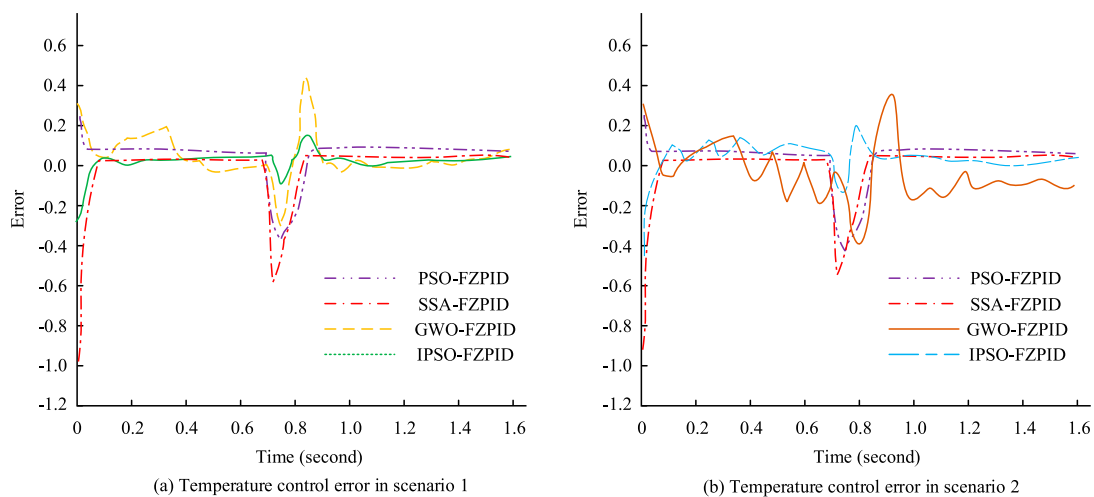 0.6
0.4
0.2
0.0
-0.2
-0.4
-0.6
-0.8
-1.0
-1.2
Error
0 0.2 0.4 0.6 0.8 1.0 1.2 1.4 1.6
Time (second)
PSO-FZPID
SSA-FZPID
GWO-FZPID
IPSO-FZPID
(a) Temperature control error in scenario 1
0.6
0.4
0.2
0.0
-0.2
-0.4
-0.6
-0.8
-1.0
-1.2
Error
0 0.2 0.4 0.6 0.8 1.0 1.2 1.4 1.6
Time (second)
PSO-FZPID
SSA-FZPID
GWO-FZPID
IPSO-FZPID
(b) Temperature control error in scenario 2